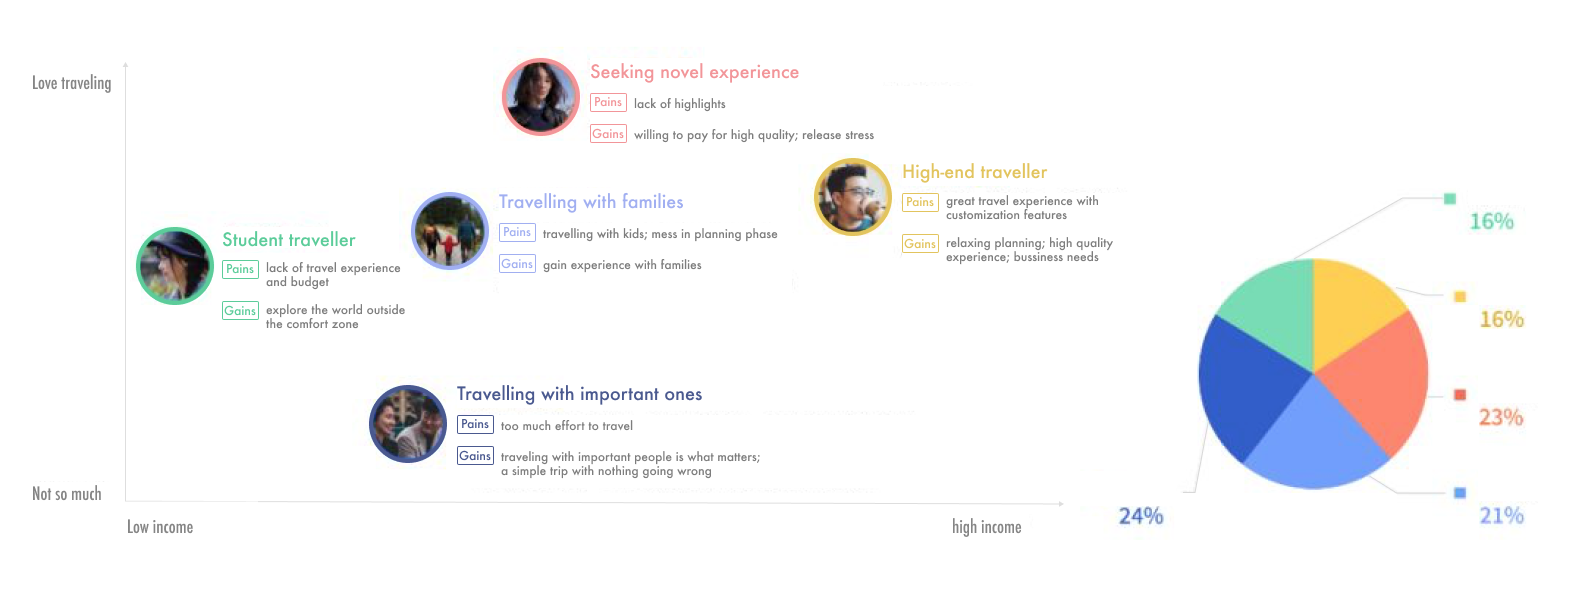 Love traveling
Seeking novel experience
Pains lack of highlights
Gains willing to pay for high quality; release stress
High-end traveller
Pains great travel experience with
customization features
Gains relaxing planning; high quality
experience; bussiness needs
Travelling with families
Pains travelling with kids; mess in planning phase
Gains gain experience with families
Student traveller
Pains lack of travel experience
and budget
Gains explore the world outside
the comfort zone
Travelling with important ones
Pains too much effort to travel
Gains traveling with important people is what matters;
a simple trip with nothing going wrong
Not so much
Low income
high income
16%
16%
23%
21%
24%